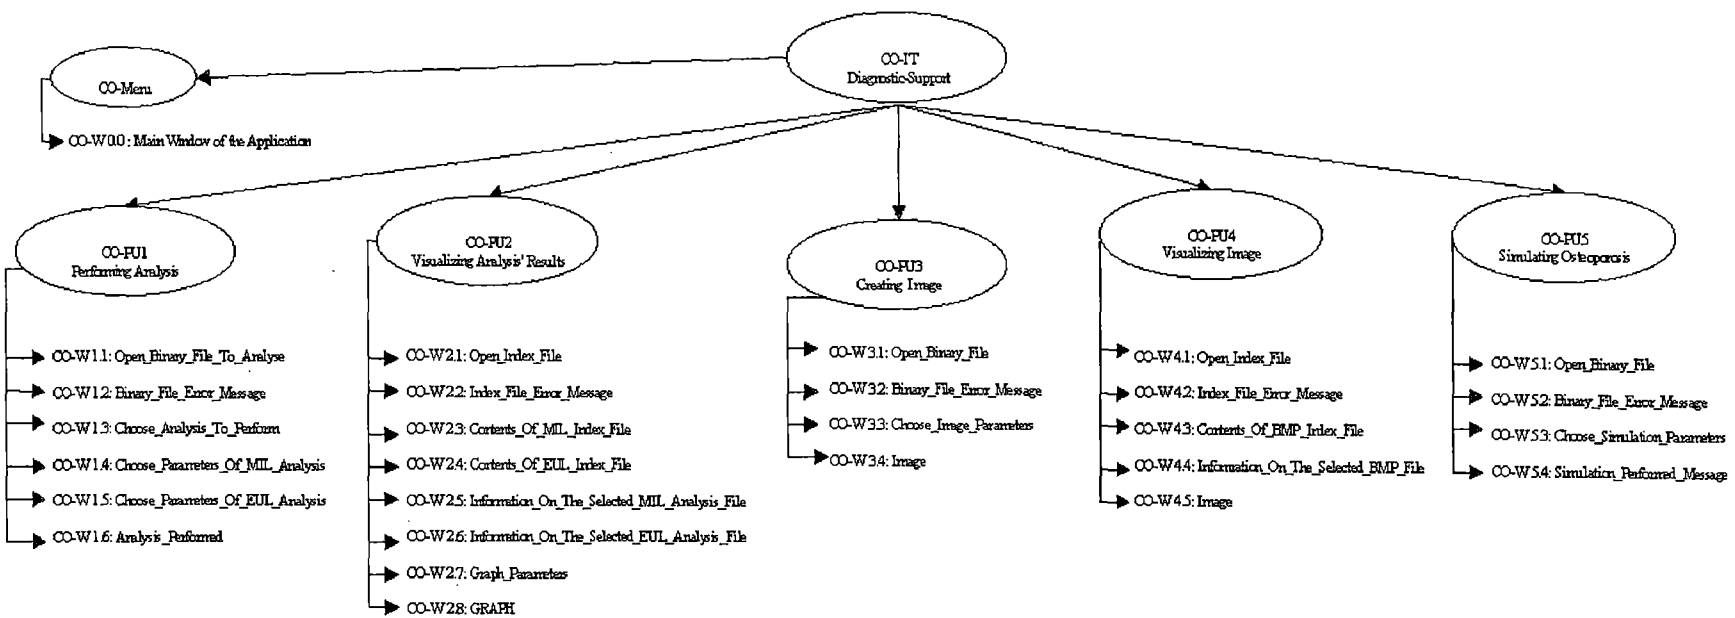 CO-IT
Diagnostic-Support
CO-Menu
CO-W0.0 : Main Window of the Application
CO-PU1
Performing Analysis
CO-W1.1: Open_Binary_File_To_Analyse
CO-W1.2: Binary_File_Error_Message
CO-W1.3: Choose_Analysis_To_Perform
CO-W1.4: Choose_Parameters_Of_MIL_Analysis
CO-W1.5: Choose_Parameters_Of_EUL_Analysis
CO-W1.6: Analysis_Performed
CO-PU2
Visualizing Analysis' Results
CO-W2.1: Open_Index_File
CO-W2.2: Index_File_Error_Message
CO-W2.3: Contents_Of_MIL_Index_File
CO-W2.4: Contents_Of_EUL_Index_File
CO-W2.5: Information_On_The_Selected_MIL_Analysis_File
CO-W2.6: Information_On_The_Selected_EUL_Analysis_File
CO-W2.7: Graph_Parameters
CO-W2.8: GRAPH
CO-PU3
Creating Image
CO-W3.1: Open_Binary_File
CO-W3.2: Binary_File_Error_Message
CO-W3.3: Choose_Image_Parameters
CO-W3.4: Image
CO-PU4
Visualizing Image
CO-W4.1: Open_Index_File
CO-W4.2: Index_File_Error_Message
CO-W4.3: Contents_Of_BMP_Index_File
CO-W4.4: Information_On_The_Selected_BMP_File
CO-W4.5: Image
CO-PU5
Simulating Osteoporosis
CO-W5.1: Open_Binary_File
CO-W5.2: Binary_File_Error_Message
CO-W5.3: Choose_Simulation_Parameters
CO-W5.4: Simulation_Performed_Message